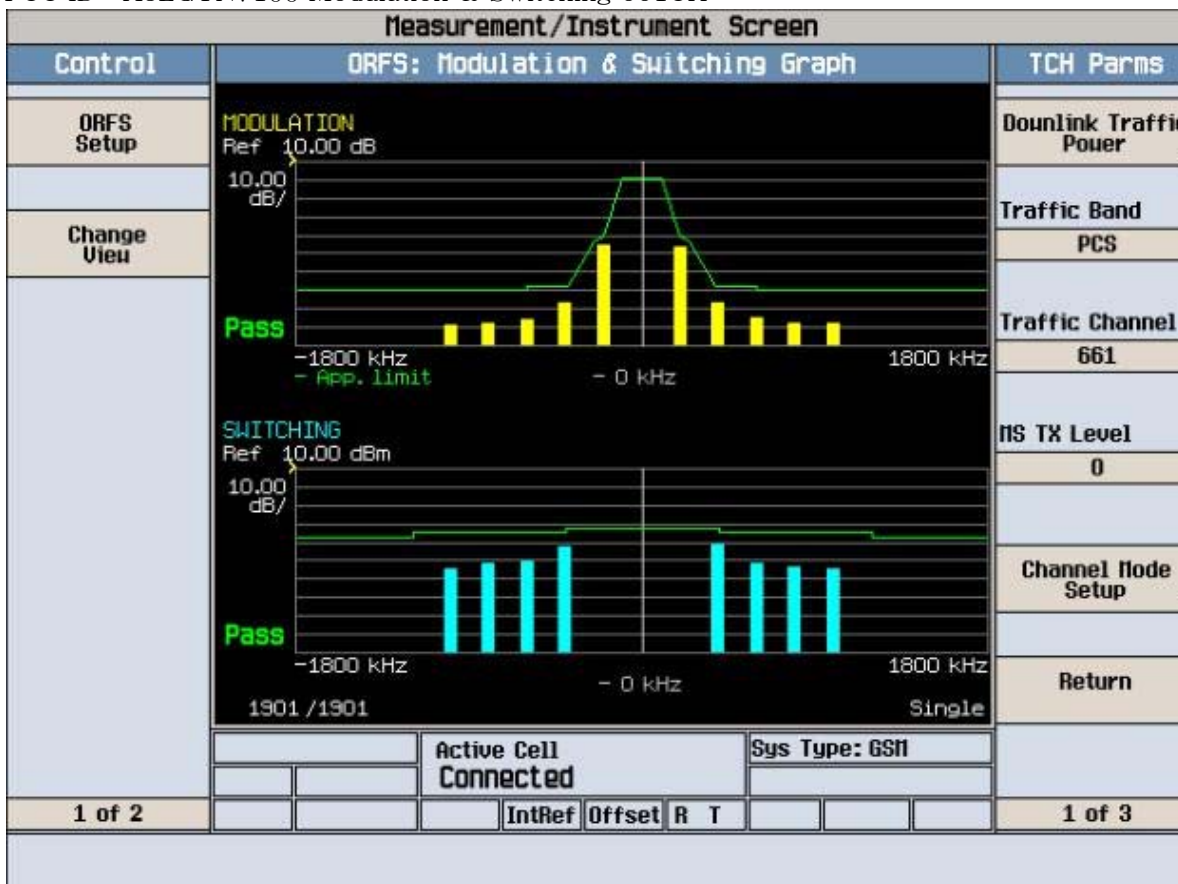 Measurement/Instrument Screen
Control
ORFS: Modulation & Switching Graph
TCH Parms
ORFS
Setup
Change
View
MODULATION
Ref 10.00 dB
10.00
dB/
Pass
-1800 kHz
1800 kHz
- App. limit
- 0 kHz
SWITCHING
Ref 10.00 dBm
10.00
dB/
Pass
-1800 kHz
1800 kHz
- 0 kHz
1901/1901
Single
Downlink Traffic
Power
Traffic Band
PCS
Traffic Channel
661
MS TX Level
0
Channel Mode
Setup
Return
Active Cell
Connected
Sys Type: GSM
1 of 2
IntRef
Offset
R T
1 of 3